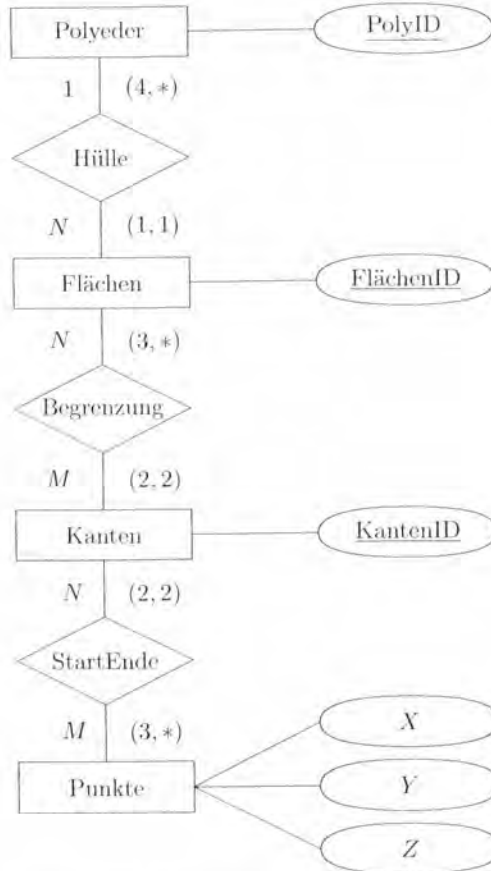 Polyeder PolyID
1 (4, *)
Hülle
N (1, 1)
Flächen FlächenID
N (3, *)
Begrenzung
M (2, 2)
Kanten KantenID
N (2, 2)
StartEnde
M (3, *)
X
Punkte Y
Z